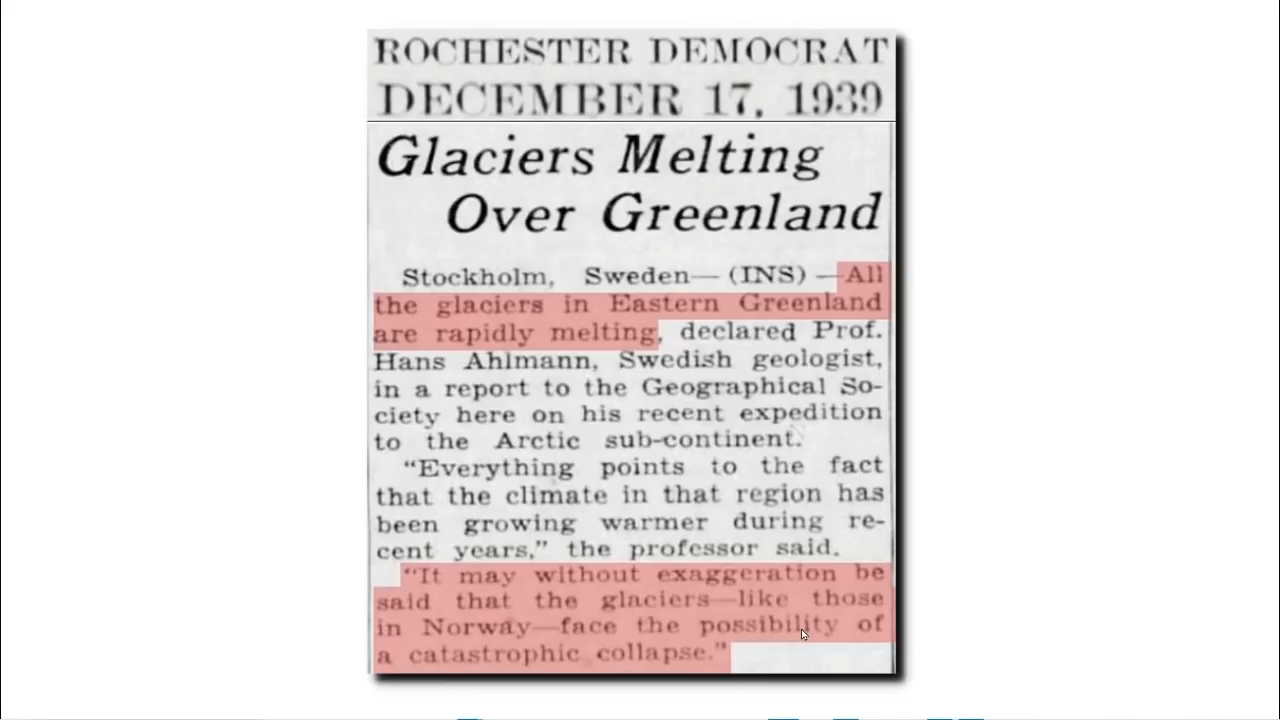 ROCHESTER DEMOCRAT
DECEMBER 17, 1939
Glaciers Melting
Over Greenland
Stockholm, Sweden—(INS)—All
the glaciers in Eastern Greenland
are rapidly melting, declared Prof.
Hans Ahlmann, Swedish geologist,
in a report to the Geographical So-
ciety here on his recent expedition
to the Arctic sub-continent.
"Everything points to the fact
that the climate in that region has
been growing warmer during re-
cent years," the professor said.
"It may without exaggeration be
said that the glaciers—like those
in Norway—face the possibility of
a catastrophic collapse."